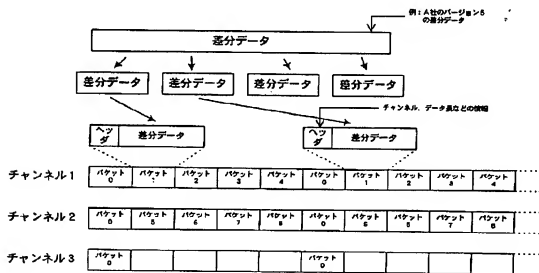 例：A社のバージョン5
の差分データ
差分データ
差分データ 差分データ 差分データ 差分データ
チャンネル、データ長などの情報
ヘッダ 差分データ ヘッダ 差分データ
チャンネル1 パケット0 パケット1 パケット2 パケット3 パケット4 パケット0 パケット1 パケット2 パケット3 パケット4
チャンネル2 パケット0 パケット5 パケット6 パケット7 パケット8 パケット0 パケット5 パケット6 パケット7 パケット8
チャンネル3 パケット0 パケット0